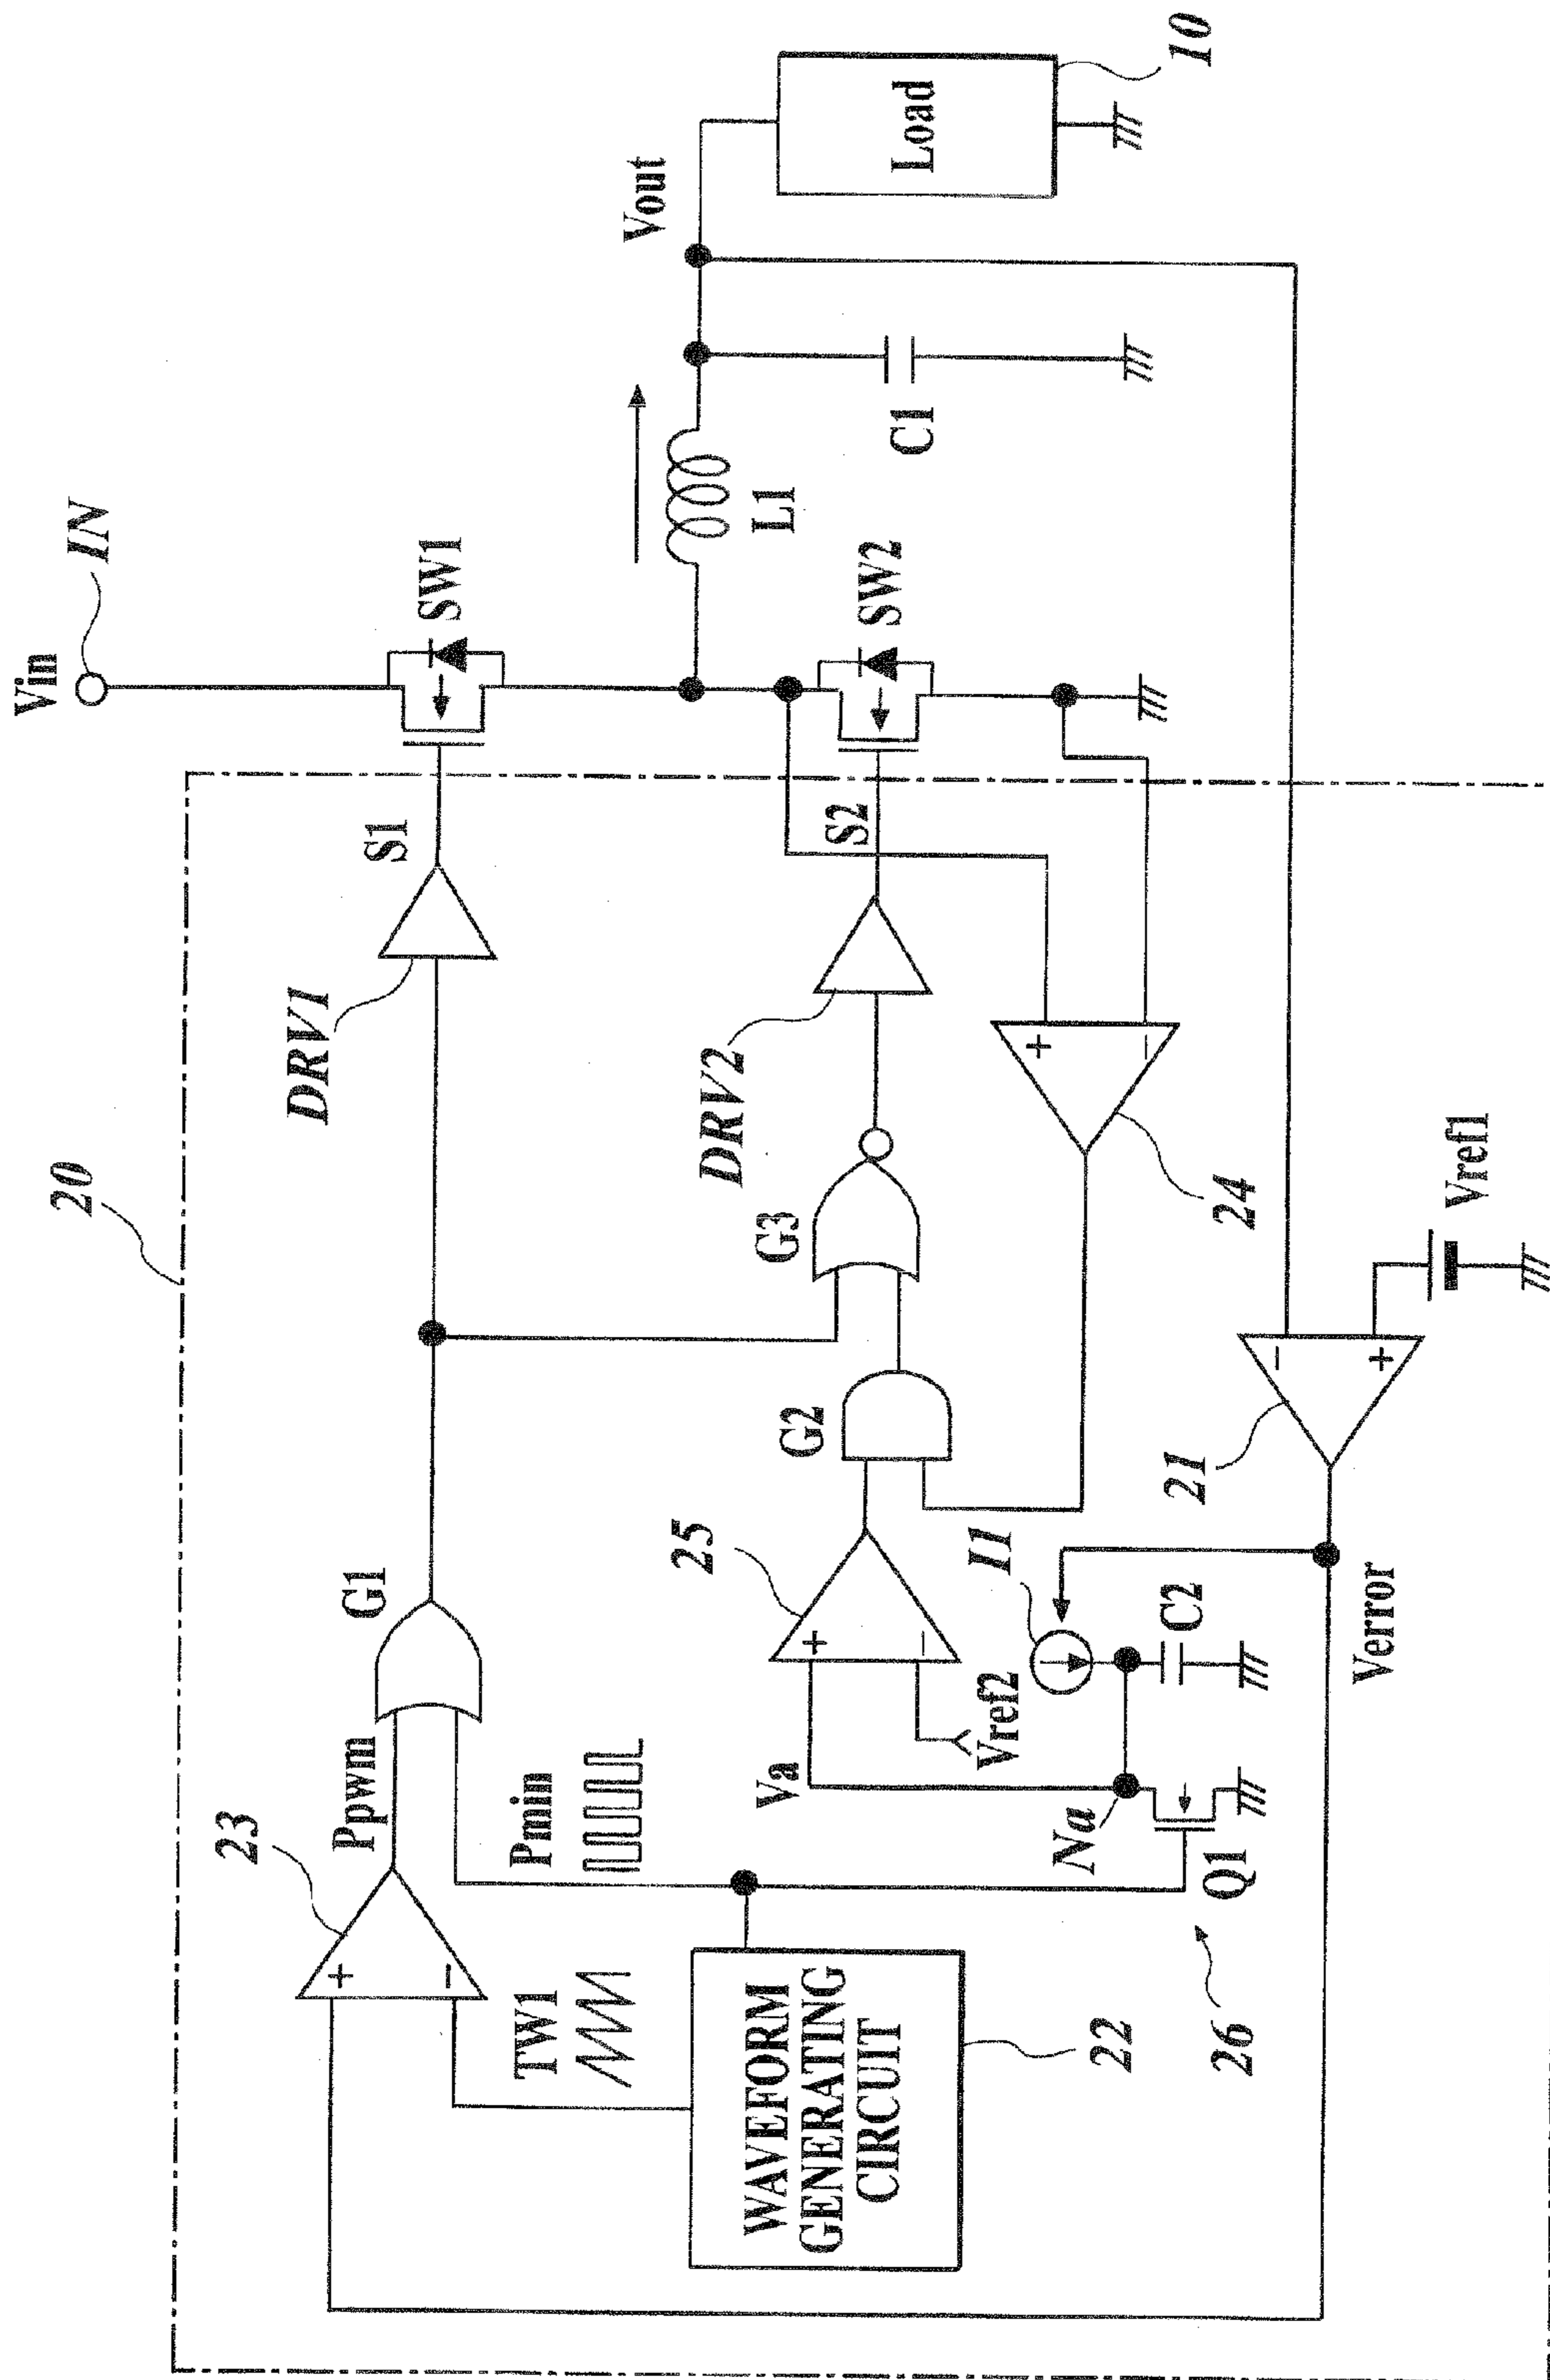 20
Vin
IN
DRV1
S1
SW1
23
Ppwm
G1
TW1
Pmin
WAVEFORM
GENERATING
CIRCUIT
22
25
Va
Vref2
G2
G3
DRV2
S2
SW2
L1
Vout
C1
Load
10
Na
Q1
26
I1
C2
24
21
Verror
Vref1
+
−
+
−
+
−
−
+